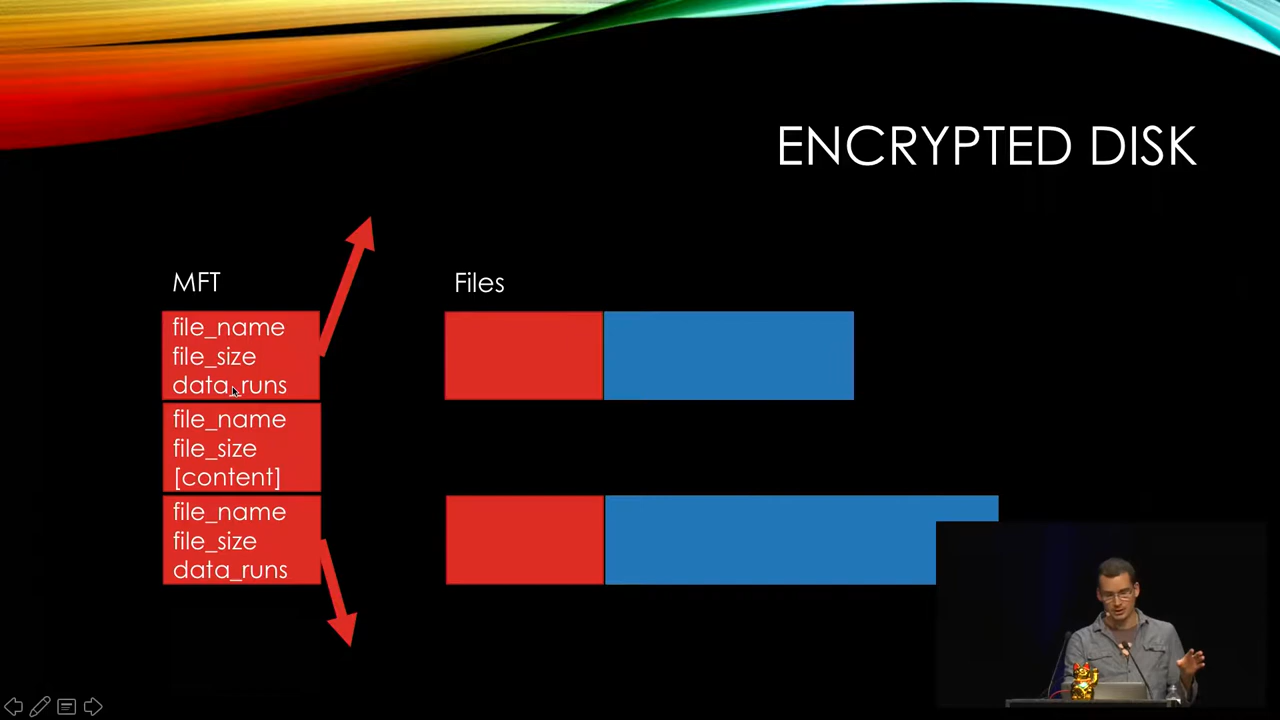 ENCRYPTED DISK
MFT
Files
file_name
file_size
data_runs
file_name
file_size
[content]
file_name
file_size
data_runs